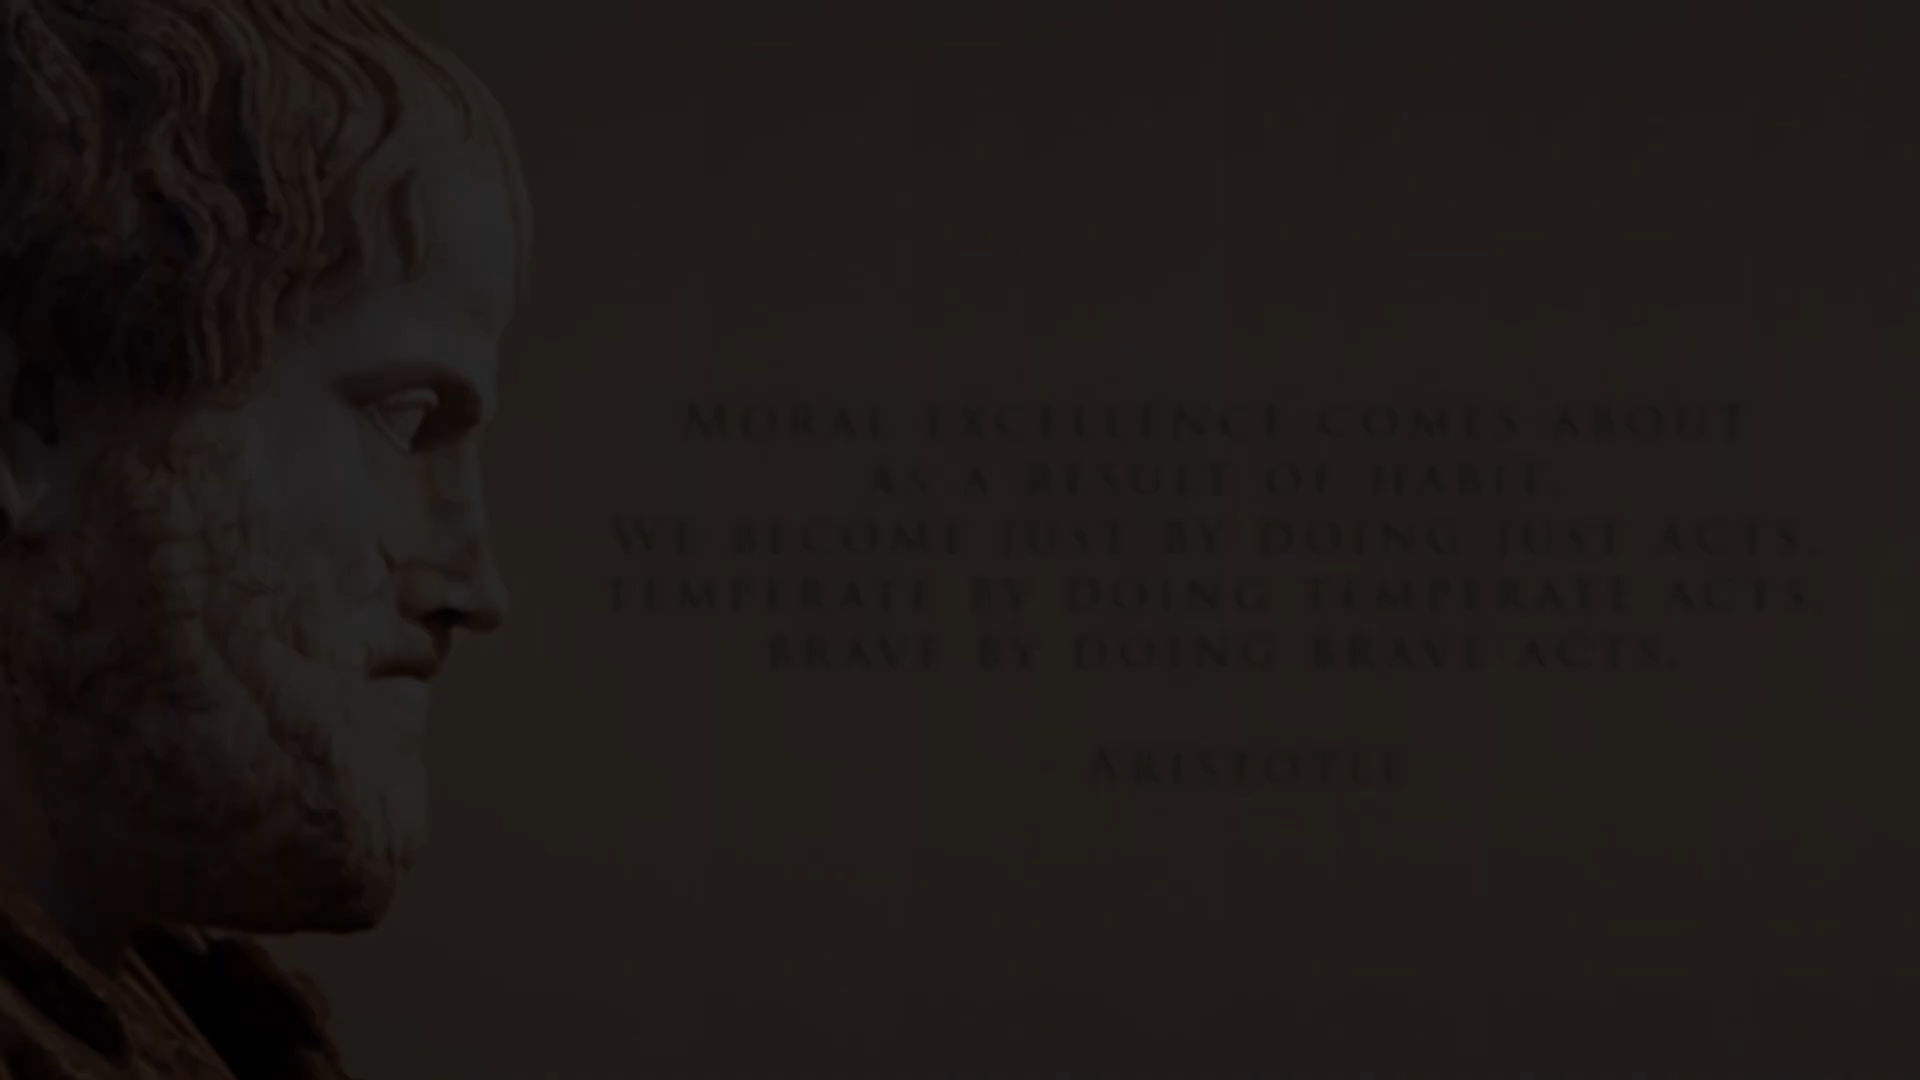 Moral excellence comes about
as a result of habit.
We become just by doing just acts,
temperate by doing temperate acts,
brave by doing brave acts.
- Aristotle